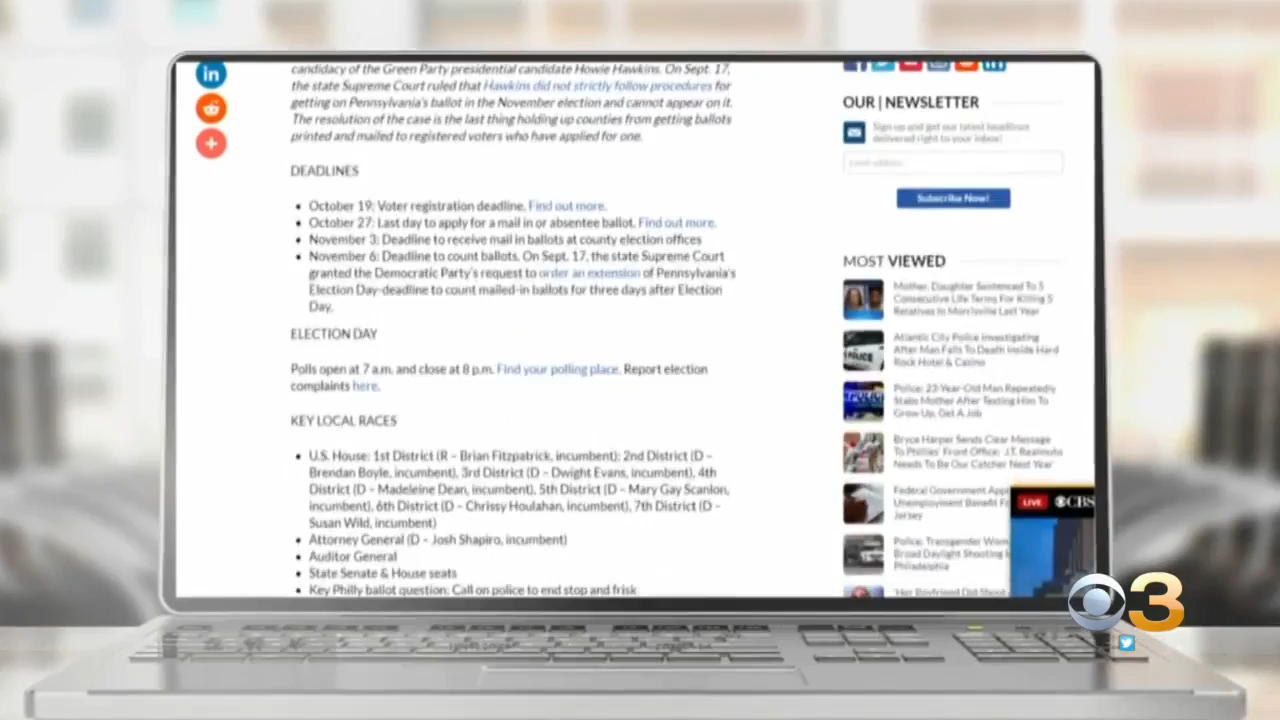 candidacy of the Green Party presidential candidate Howie Hawkins. On Sept. 17,
the state Supreme Court ruled that Hawkins did not strictly follow procedures for
getting on Pennsylvania's ballot in the November election and cannot appear on it.
The resolution of the case is the last thing holding up counties from getting ballots
printed and mailed to registered voters who have applied for one.
DEADLINES
• October 19: Voter registration deadline. Find out more.
• October 27: Last day to apply for a mail in or absentee ballot. Find out more.
• November 3: Deadline to receive mail in ballots at county election offices
• November 6: Deadline to count ballots. On Sept. 17, the state Supreme Court
granted the Democratic Party's request to order an extension of Pennsylvania's
Election Day-deadline to count mailed-in ballots for three days after Election
Day.
ELECTION DAY
Polls open at 7 a.m. and close at 8 p.m. Find your polling place. Report election
complaints here.
KEY LOCAL RACES
• U.S. House: 1st District (R – Brian Fitzpatrick, incumbent); 2nd District (D –
Brendan Boyle, incumbent), 3rd District (D – Dwight Evans, incumbent), 4th
District (D – Madeleine Dean, incumbent), 5th District (D – Mary Gay Scanlon,
incumbent), 6th District (D – Chrissy Houlahan, incumbent), 7th District (D –
Susan Wild, incumbent)
• Attorney General (D – Josh Shapiro, incumbent)
• Auditor General
• State Senate & House seats
• Key Philly ballot question: Call on police to end stop and frisk
OUR | NEWSLETTER
Sign up and get our latest headlines
delivered right to your inbox!
Subscribe Now!
MOST VIEWED
Mother, Daughter Sentenced To 5
Consecutive Life Terms For Killing 5
Relatives In Morrisville Last Year
Atlantic City Police Investigating
After Man Falls To Death Inside Hard
Rock Hotel & Casino
Police: 23-Year-Old Man Repeatedly
Stabs Mother After Texting Him To
Grow Up, Get A Job
Bryce Harper Sends Clear Message
To Phillies' Front Office: J.T. Realmuto
Needs To Be Our Catcher Next Year
Federal Government
Unemployment Benefit
Jersey
Police: Transgender
Broad Daylight Shooting
Philadelphia
'Her Boyfriend Did
LIVE CBS
3